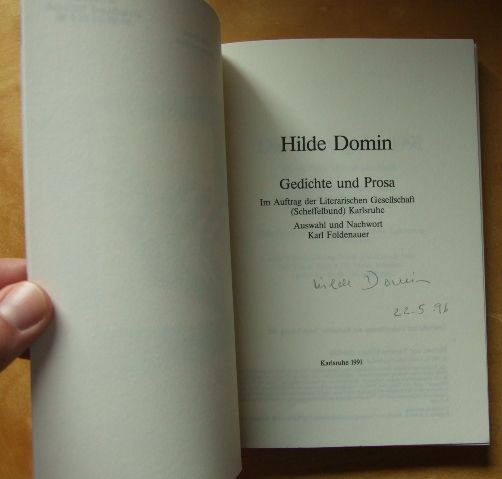 Hilde Domin
Gedichte und Prosa
Im Auftrag der Literarischen Gesellschaft
(Scheffelbund) Karlsruhe
Auswahl und Nachwort
Karl Foldenauer
Hilde Domin
22.5.96
Karlsruhe 1991